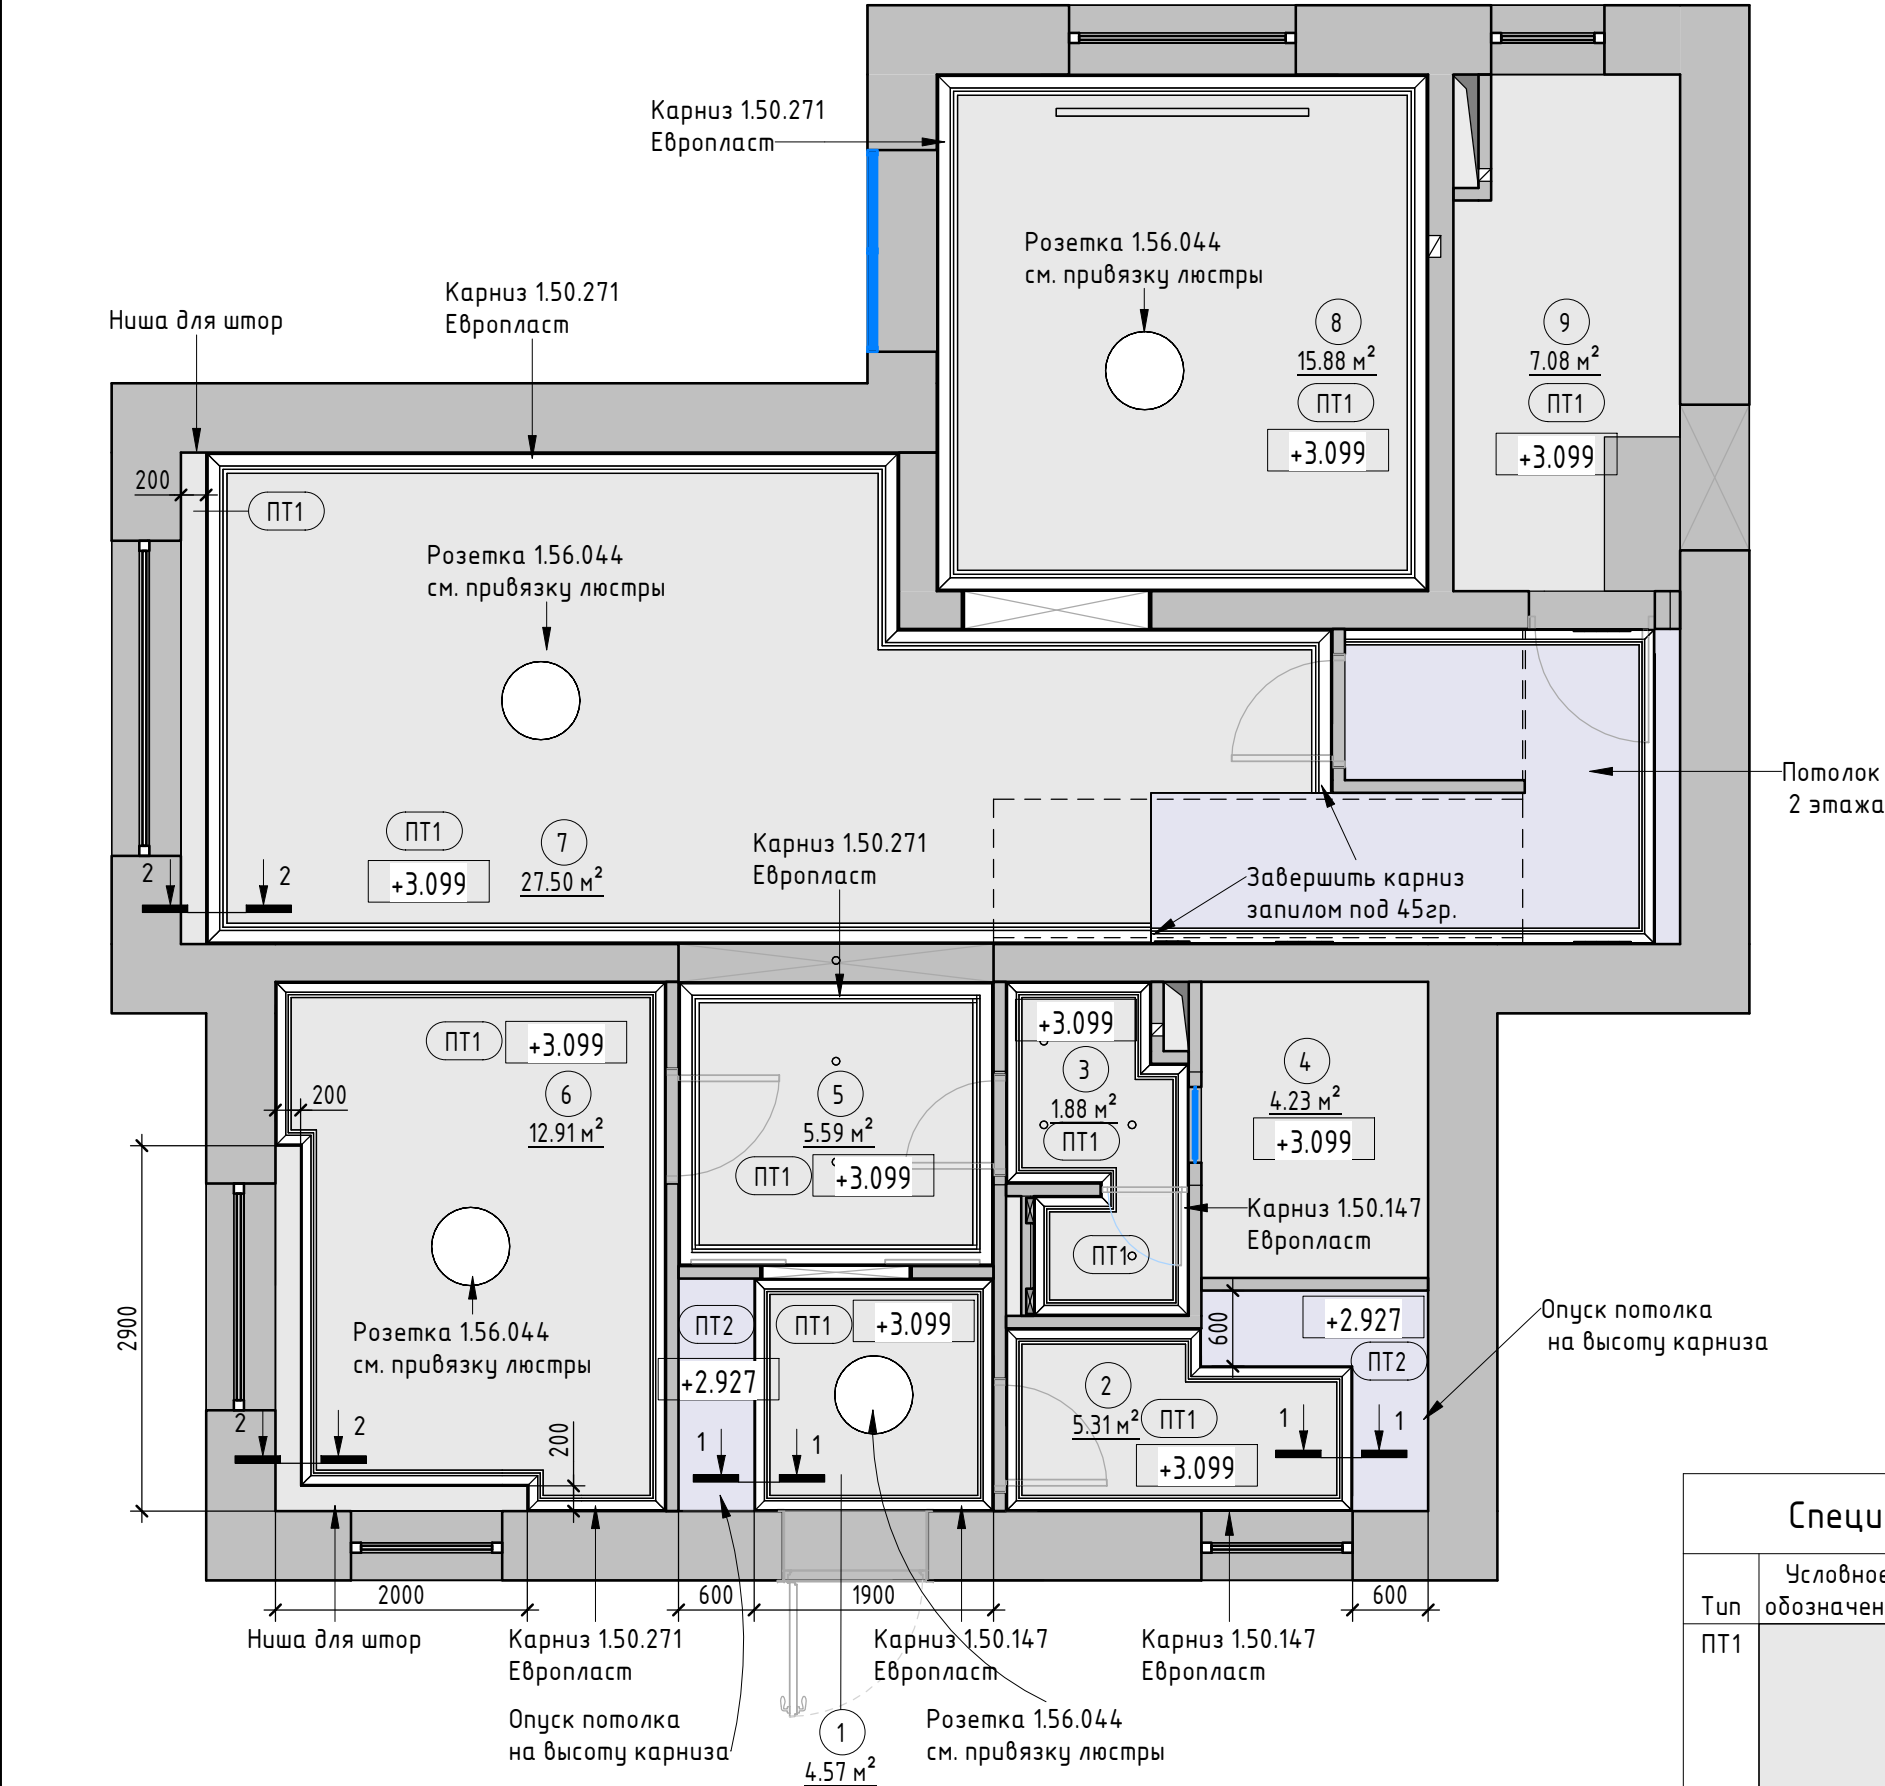 Карниз 1.50.271
Европласт
Розетка 1.56.044
см. привязку люстры
8
15.88 м²
ПТ1
+3.099
9
7.08 м²
ПТ1
+3.099
Ниша для штор
Карниз 1.50.271
Европласт
200
ПТ1
Розетка 1.56.044
см. привязку люстры
Потолок
2 этажа
ПТ1
+3.099
7
27.50 м²
2
2
Карниз 1.50.271
Европласт
Завершить карниз
запилом под 45гр.
ПТ1
+3.099
6
12.91 м²
200
2900
Розетка 1.56.044
см. привязку люстры
2
2
200
5
5.59 м²
ПТ1
+3.099
+3.099
3
1.88 м²
ПТ1
ПТ1
4
4.23 м²
+3.099
Карниз 1.50.147
Европласт
ПТ2
+2.927
ПТ1
+3.099
1
1
600
+2.927
ПТ2
2
5.31 м²
ПТ1
+3.099
1
1
Опуск потолка
на высоту карниза
2000
600
1900
600
Ниша для штор
Карниз 1.50.271
Европласт
Карниз 1.50.147
Европласт
Карниз 1.50.147
Европласт
Опуск потолка
на высоту карниза
1
4.57 м²
Розетка 1.56.044
см. привязку люстры
Специ
Тип
Условное
обозначен
ПТ1